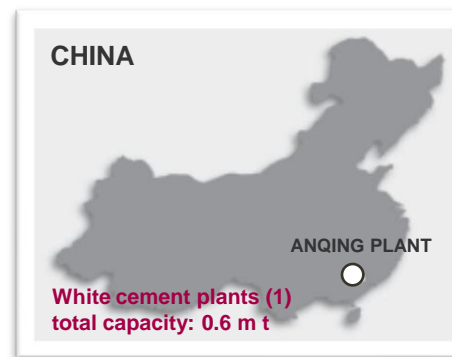 CHINA
ANQING PLANT
White cement plants (1)
total capacity: 0.6 m t